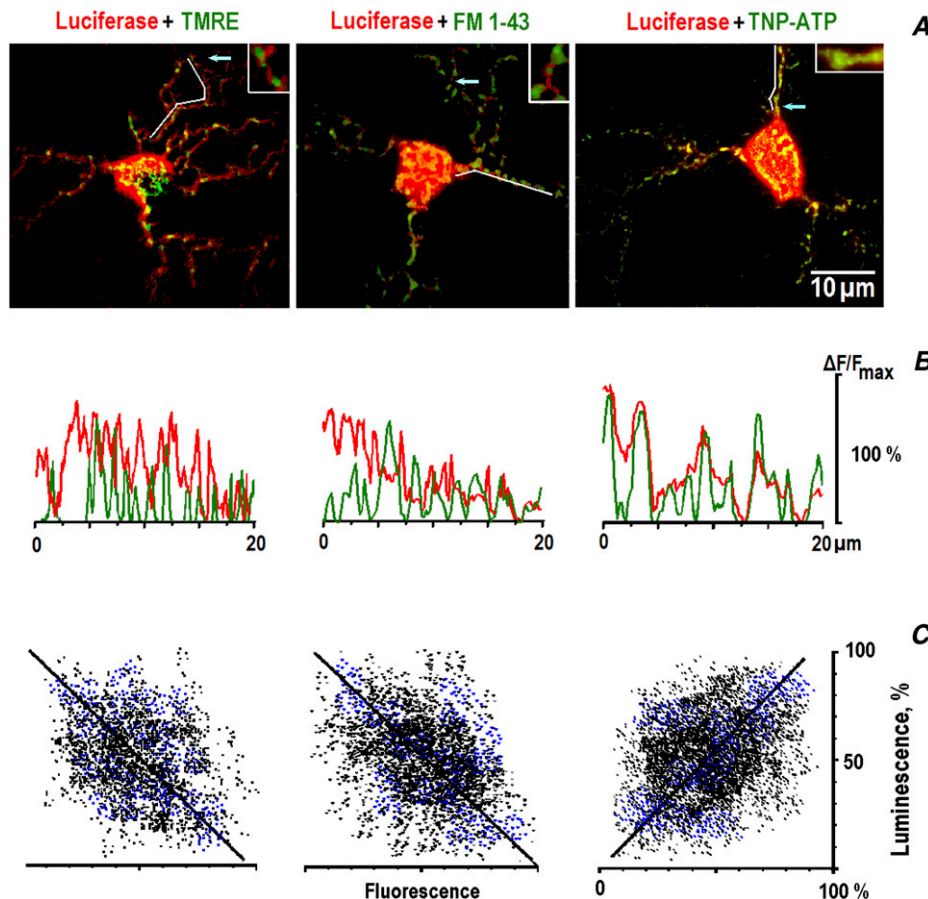 Luciferase + TMRE
Luciferase + FM 1-43
Luciferase + TNP-ATP
A
10 µm
B
ΔF/Fmax
100 %
0
20
0
20
0
20 µm
C
100
50
Luminescence, %
Fluorescence
0
100 %